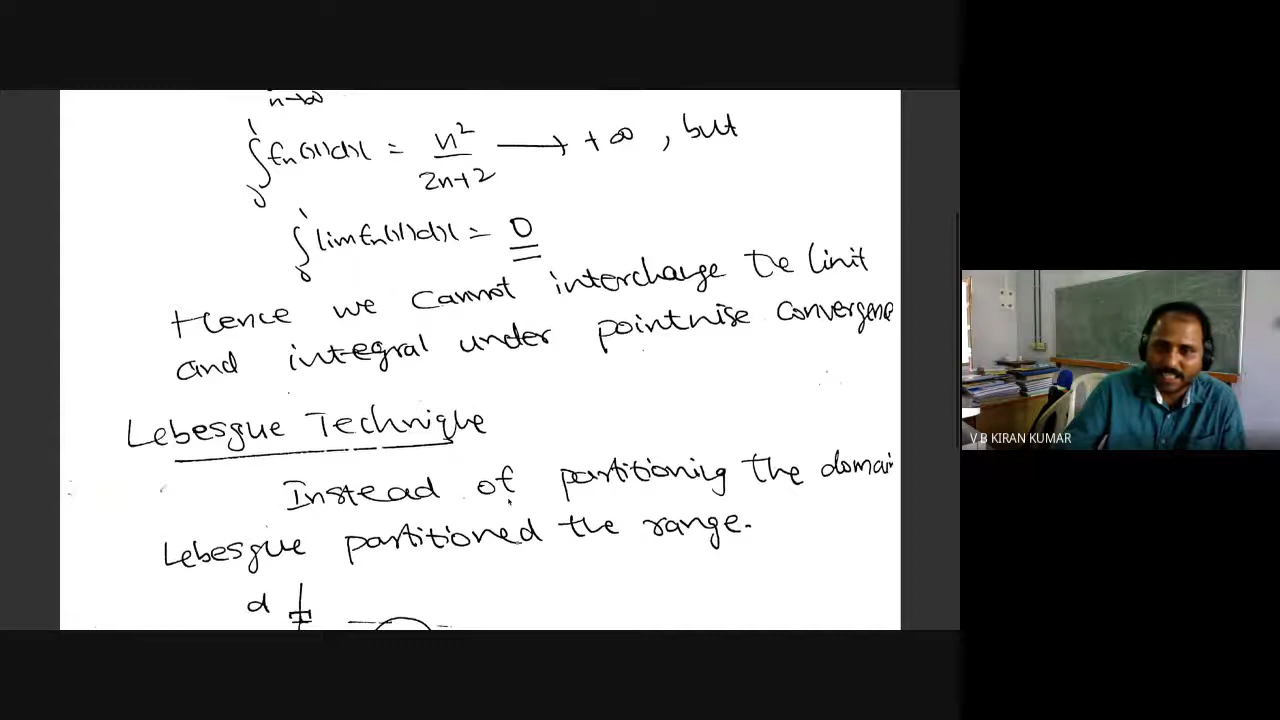 n→∞
∫₀¹ fn(x)dx = n²/2n+2 → +∞, but
∫₀¹ lim fn(x)dx = 0
Hence we cannot interchange the limit
and integral under pointwise convergence
Lebesgue Technique
Instead of partitioning the domai
Lebesgue partitioned the range.
d
V B KIRAN KUMAR